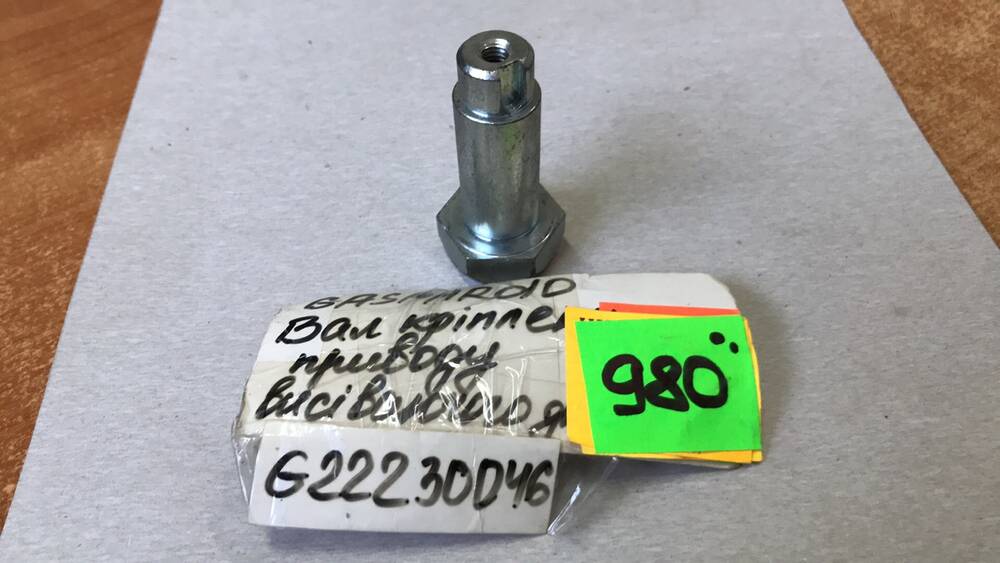 GASPARDO
Вал кріплен
приводу
висівального
980
G22230046